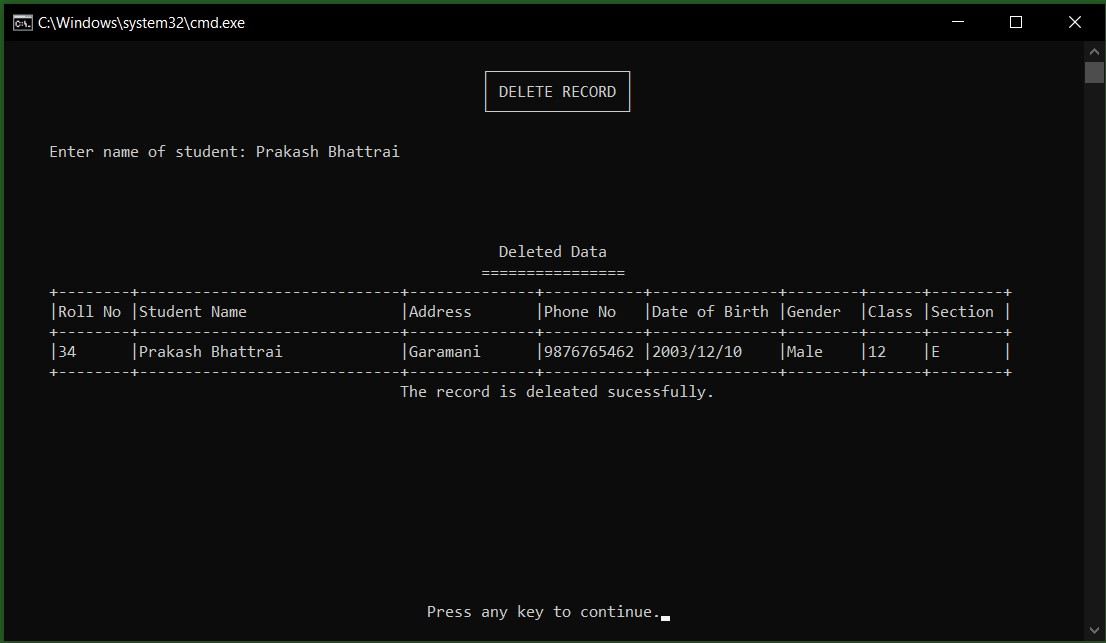 C:\Windows\system32\cmd.exe
DELETE RECORD
Enter name of student: Prakash Bhattrai
Deleted Data
================
+--------+-----------------------------+--------------+-----------+--------------+--------+------+--------+
|Roll No |Student Name |Address |Phone No |Date of Birth |Gender |Class |Section |
+--------+-----------------------------+--------------+-----------+--------------+--------+------+--------+
|34 |Prakash Bhattrai |Garamani |9876765462 |2003/12/10 |Male |12 |E |
+--------+-----------------------------+--------------+-----------+--------------+--------+------+--------+
The record is deleated sucessfully.
Press any key to continue.